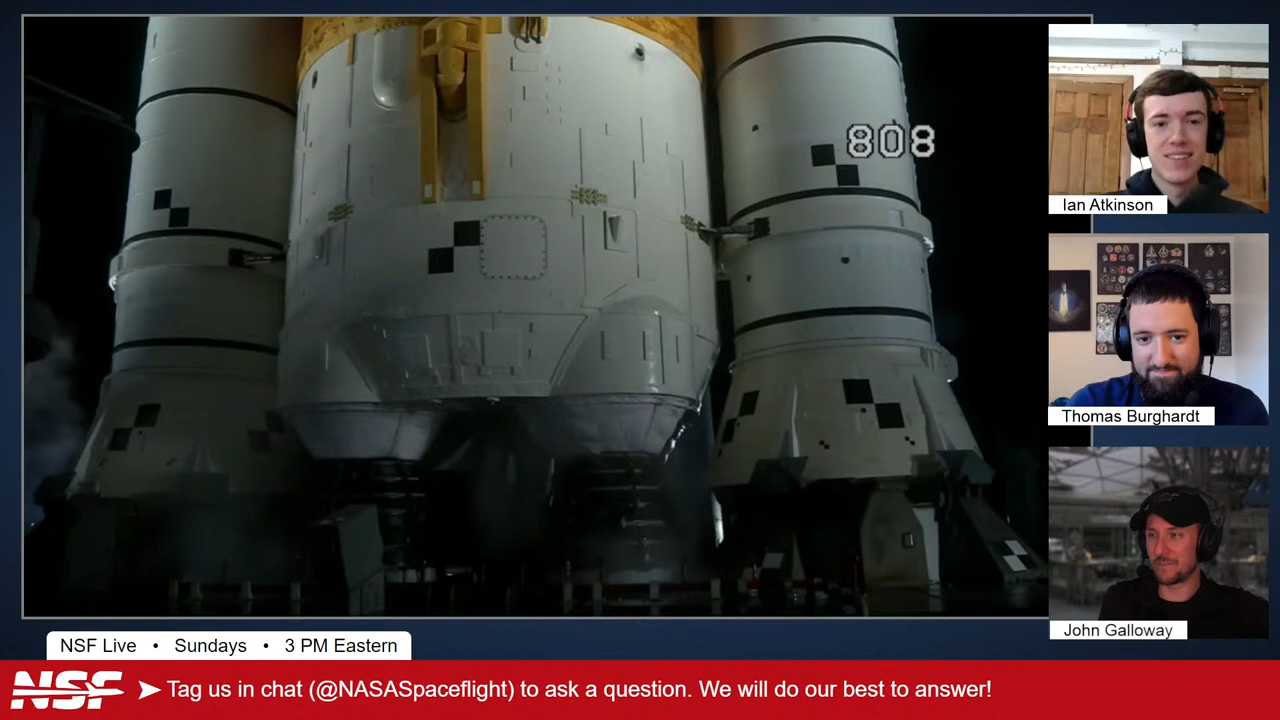 808
Ian Atkinson
Thomas Burghardt
John Galloway
NSF Live • Sundays • 3 PM Eastern
NSF ➤ Tag us in chat (@NASASpaceflight) to ask a question. We will do our best to answer!